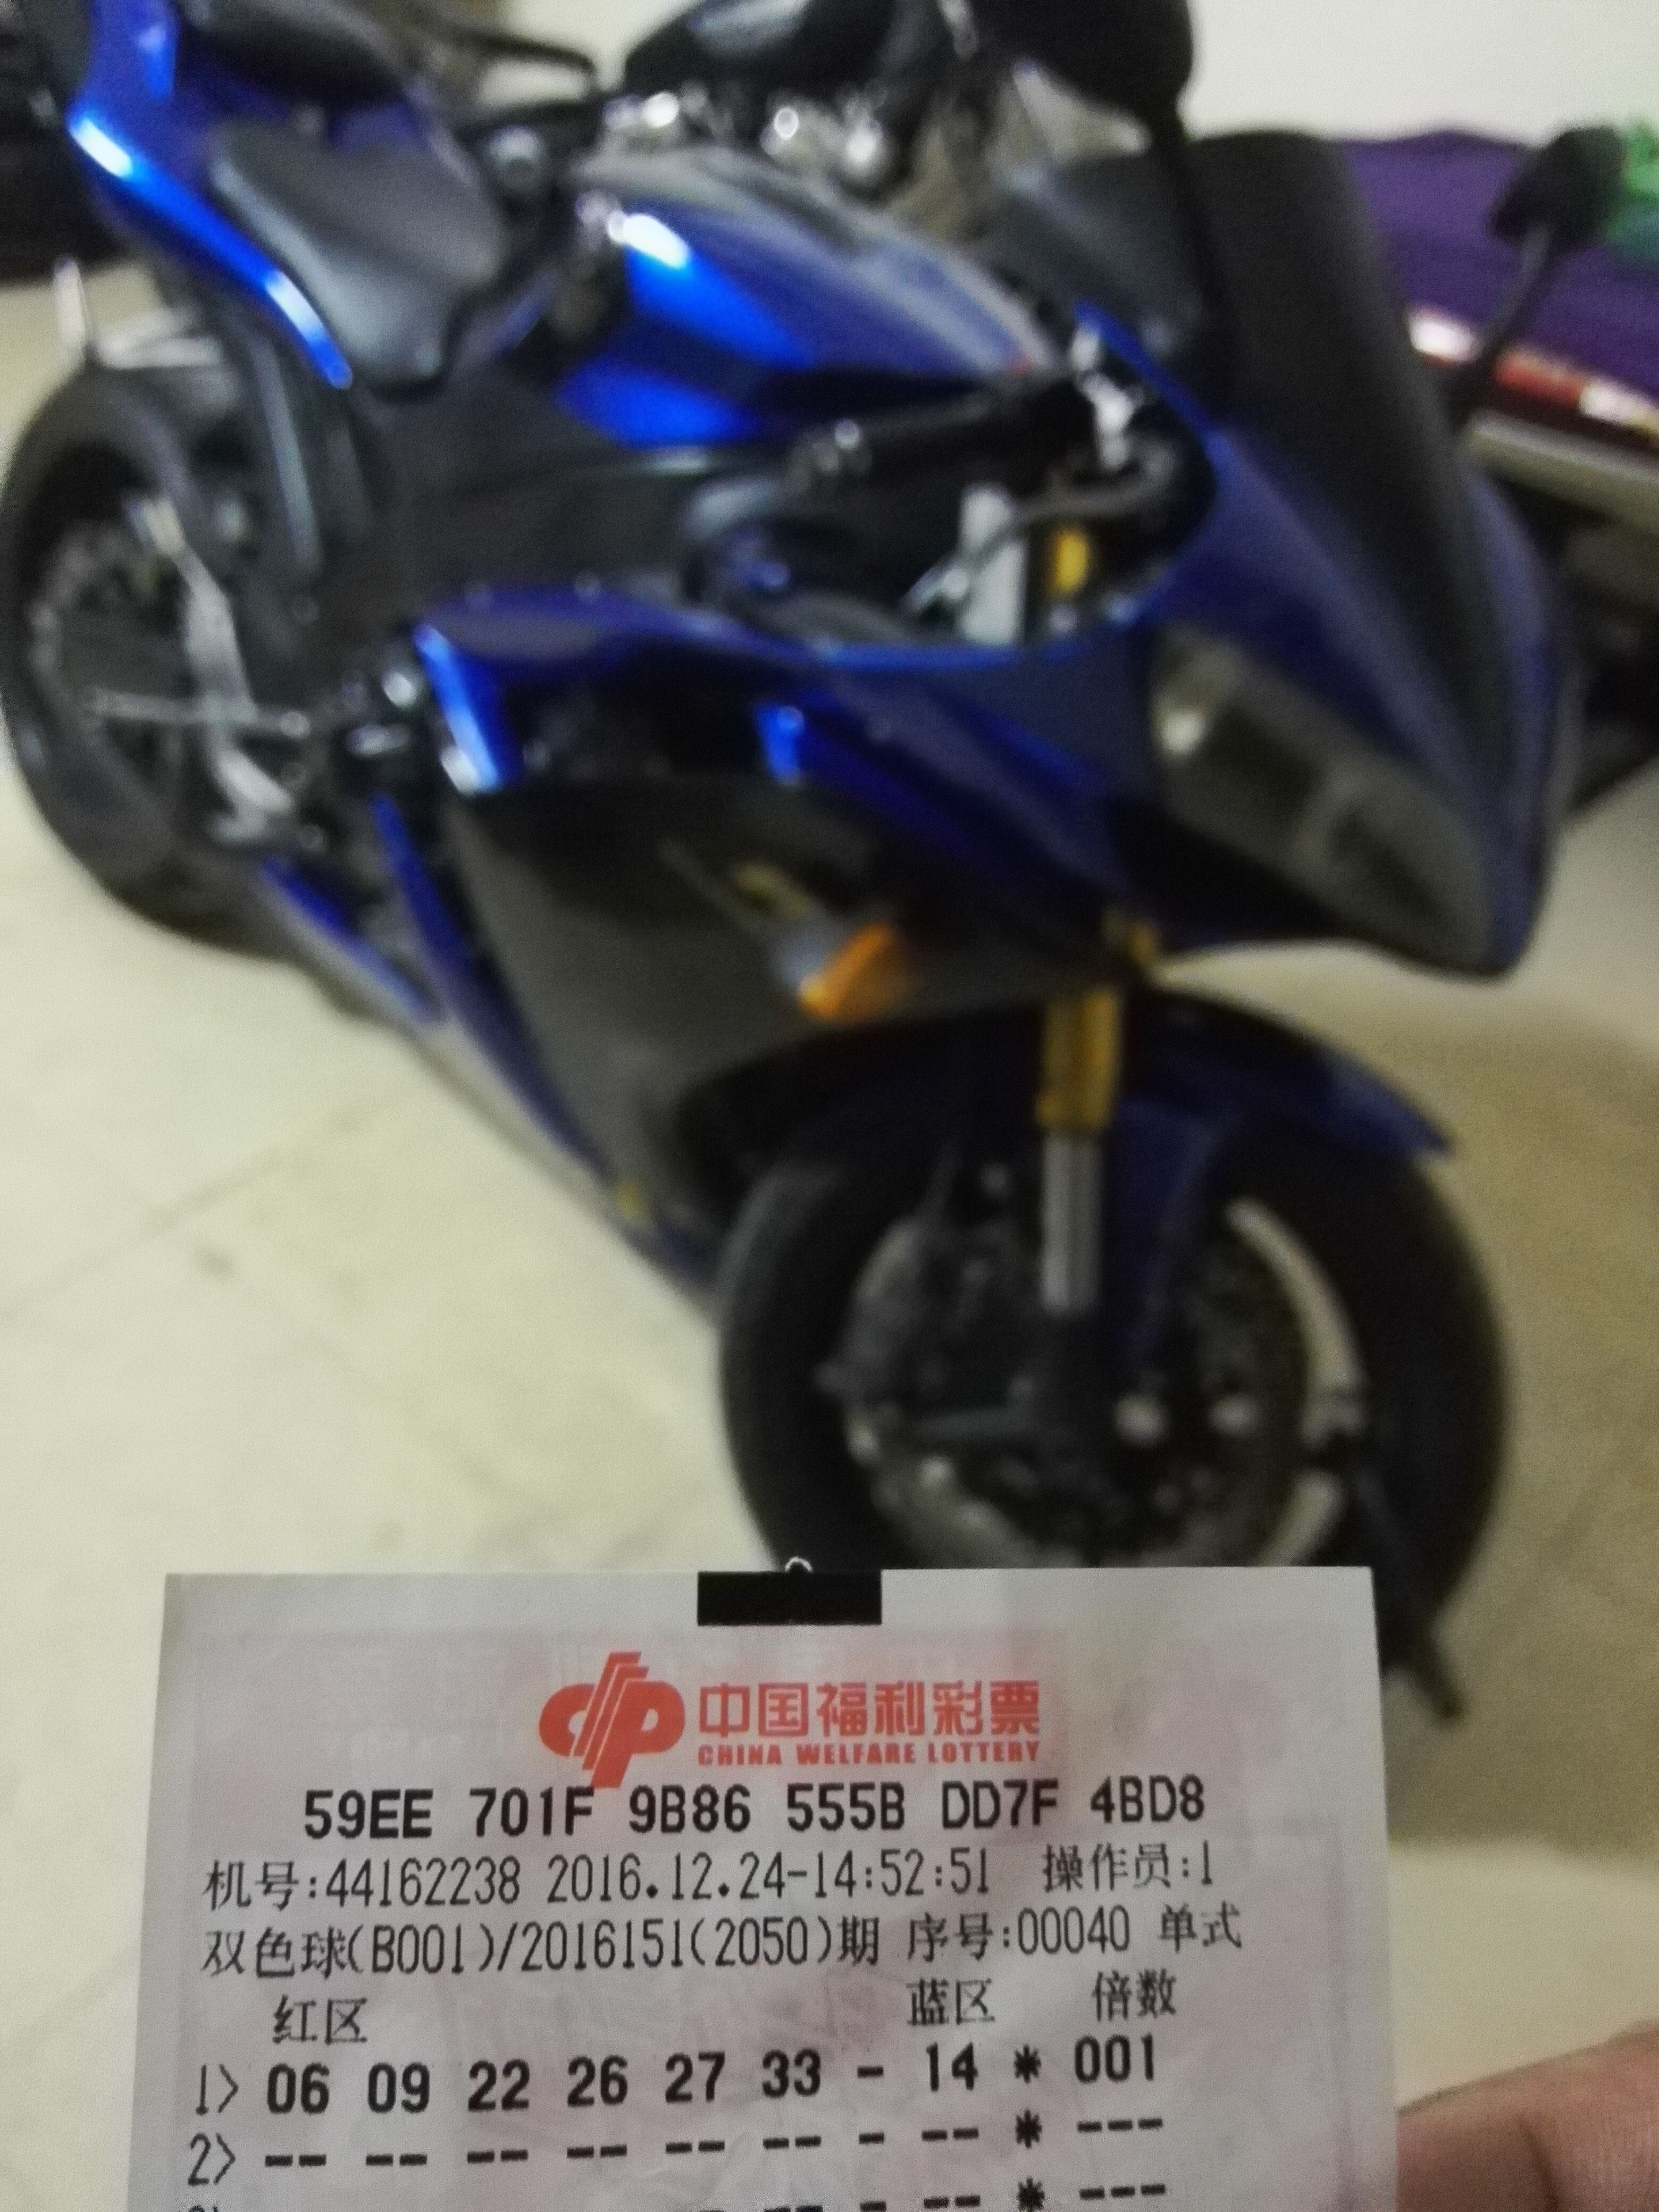 中国福利彩票
CHINA WELFARE LOTTERY
59EE 701F 9B86 555B DD7F 4BD8
机号:44162238 2016.12.24-14:52:51 操作员:1
双色球(B001)/2016151(2050)期 序号:00040 单式
红区 蓝区 倍数
1> 06 09 22 26 27 33 - 14 * 001
2> -- -- -- -- -- -- - -- * ---